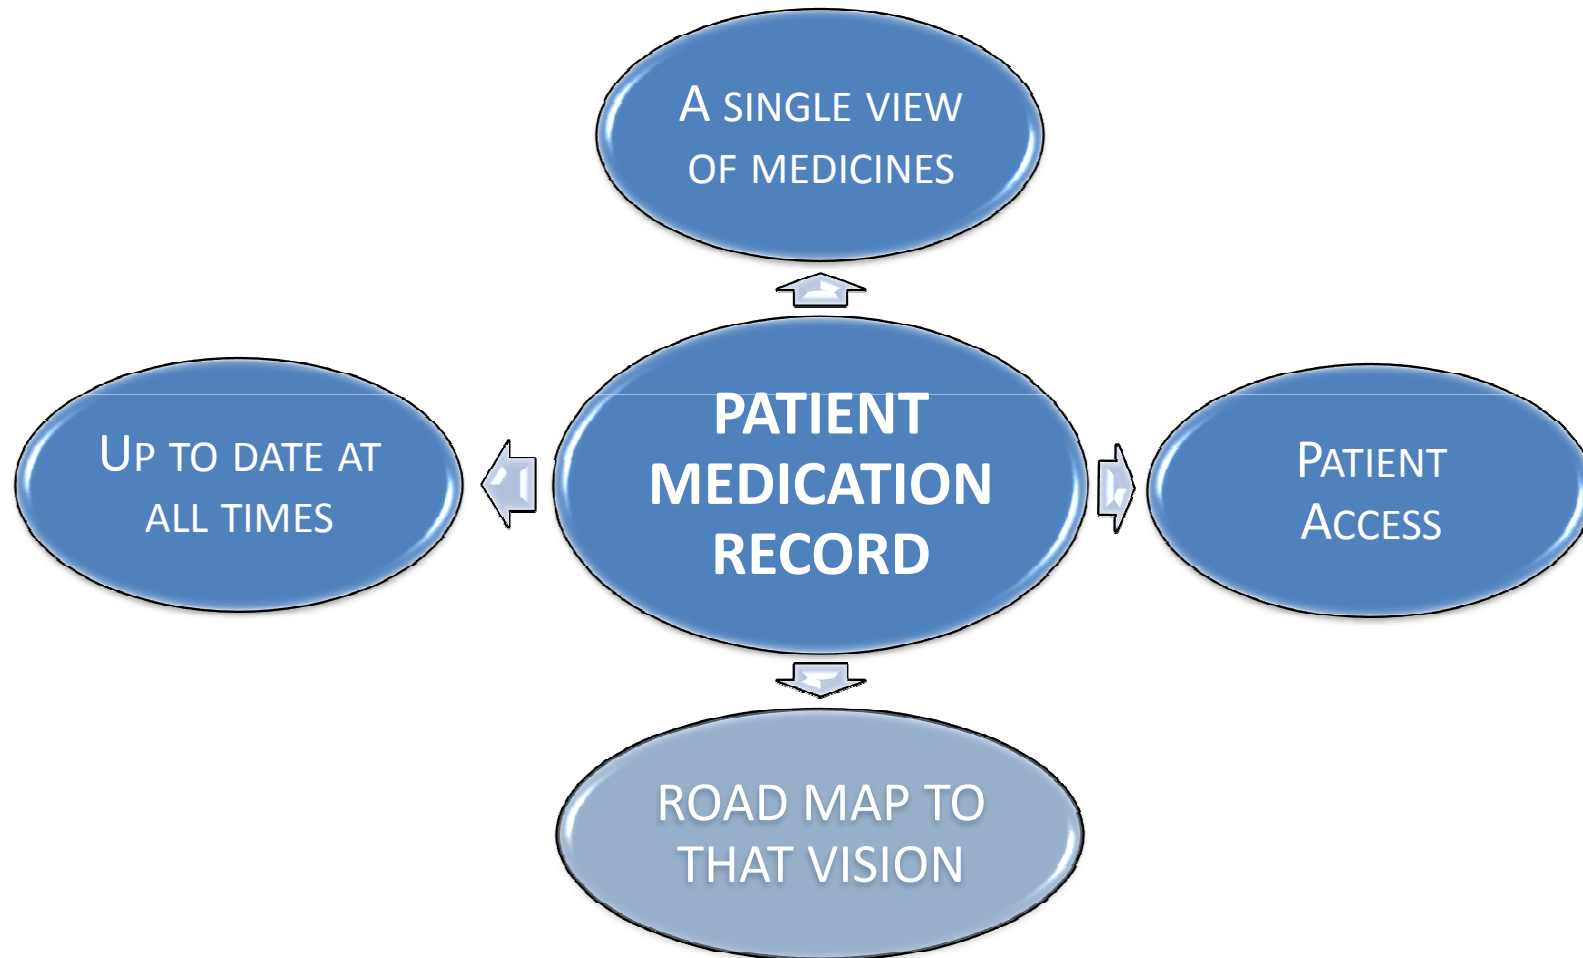 A SINGLE VIEW
OF MEDICINES
UP TO DATE AT
ALL TIMES
PATIENT
MEDICATION
RECORD
PATIENT
ACCESS
ROAD MAP TO
THAT VISION